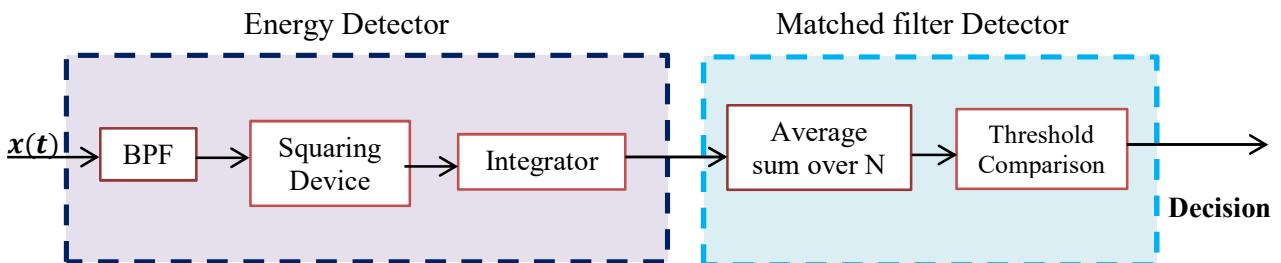 Energy Detector
Matched filter Detector
x(t)
BPF
Squaring
Device
Integrator
Average
sum over N
Threshold
Comparison
Decision